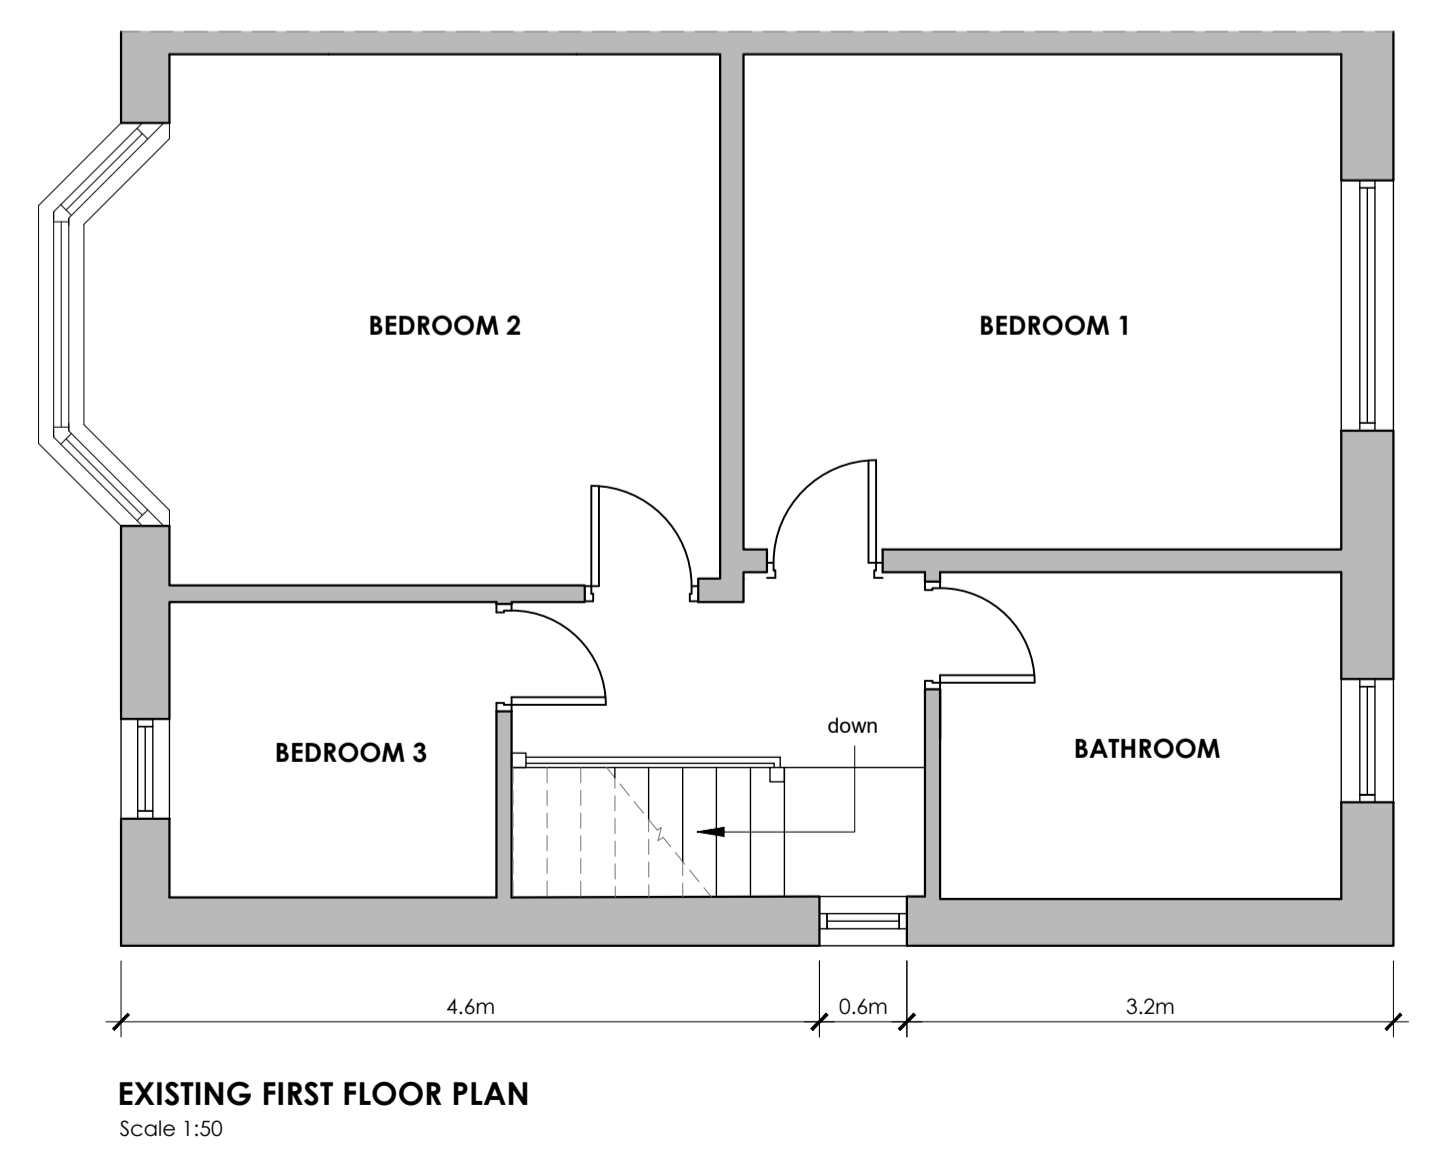 BEDROOM 2
BEDROOM 1
down
BEDROOM 3
BATHROOM
4.6m
0.6m
3.2m
EXISTING FIRST FLOOR PLAN
Scale 1:50